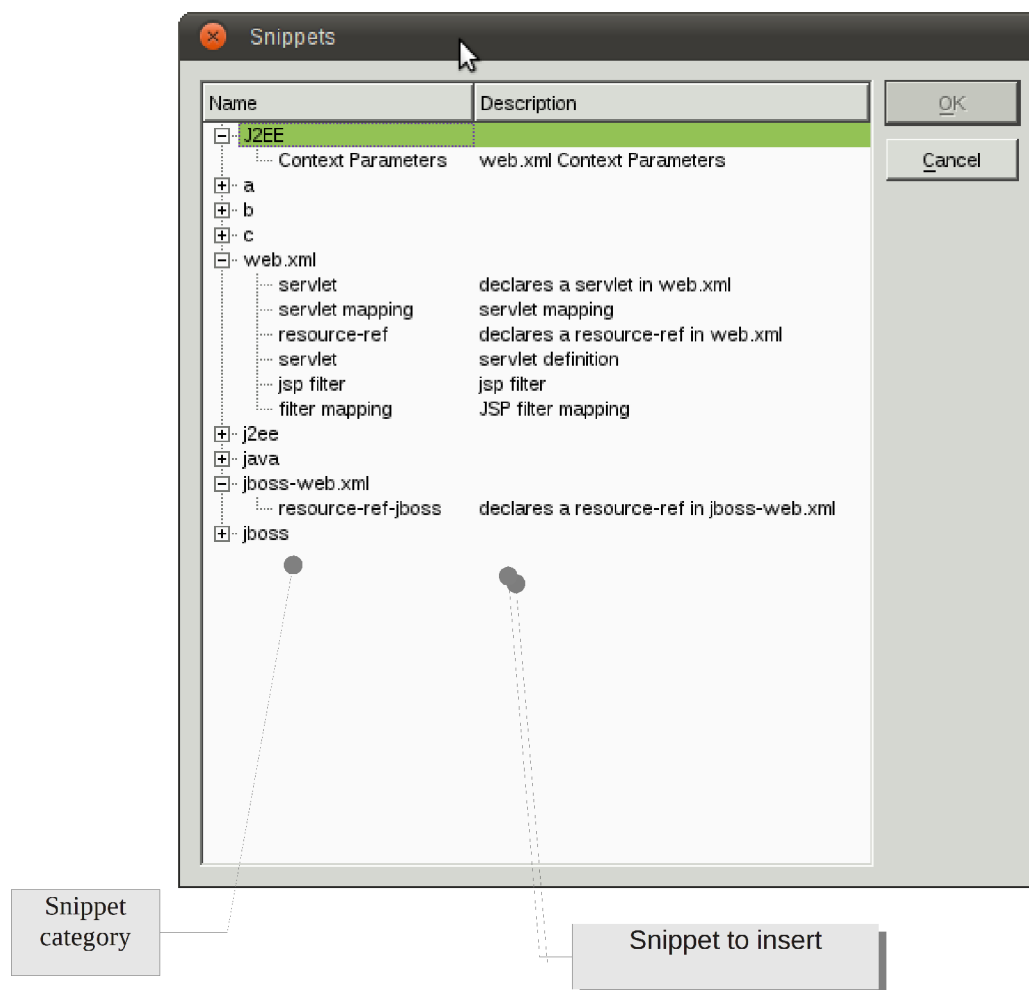 Snippets
Name Description OK
J2EE
Context Parameters web.xml Context Parameters Cancel
a
b
c
web.xml
servlet declares a servlet in web.xml
servlet mapping servlet mapping
resource-ref declares a resource-ref in web.xml
servlet servlet definition
jsp filter jsp filter
filter mapping JSP filter mapping
j2ee
java
jboss-web.xml
resource-ref-jboss declares a resource-ref in jboss-web.xml
jboss
Snippet
category
Snippet to insert